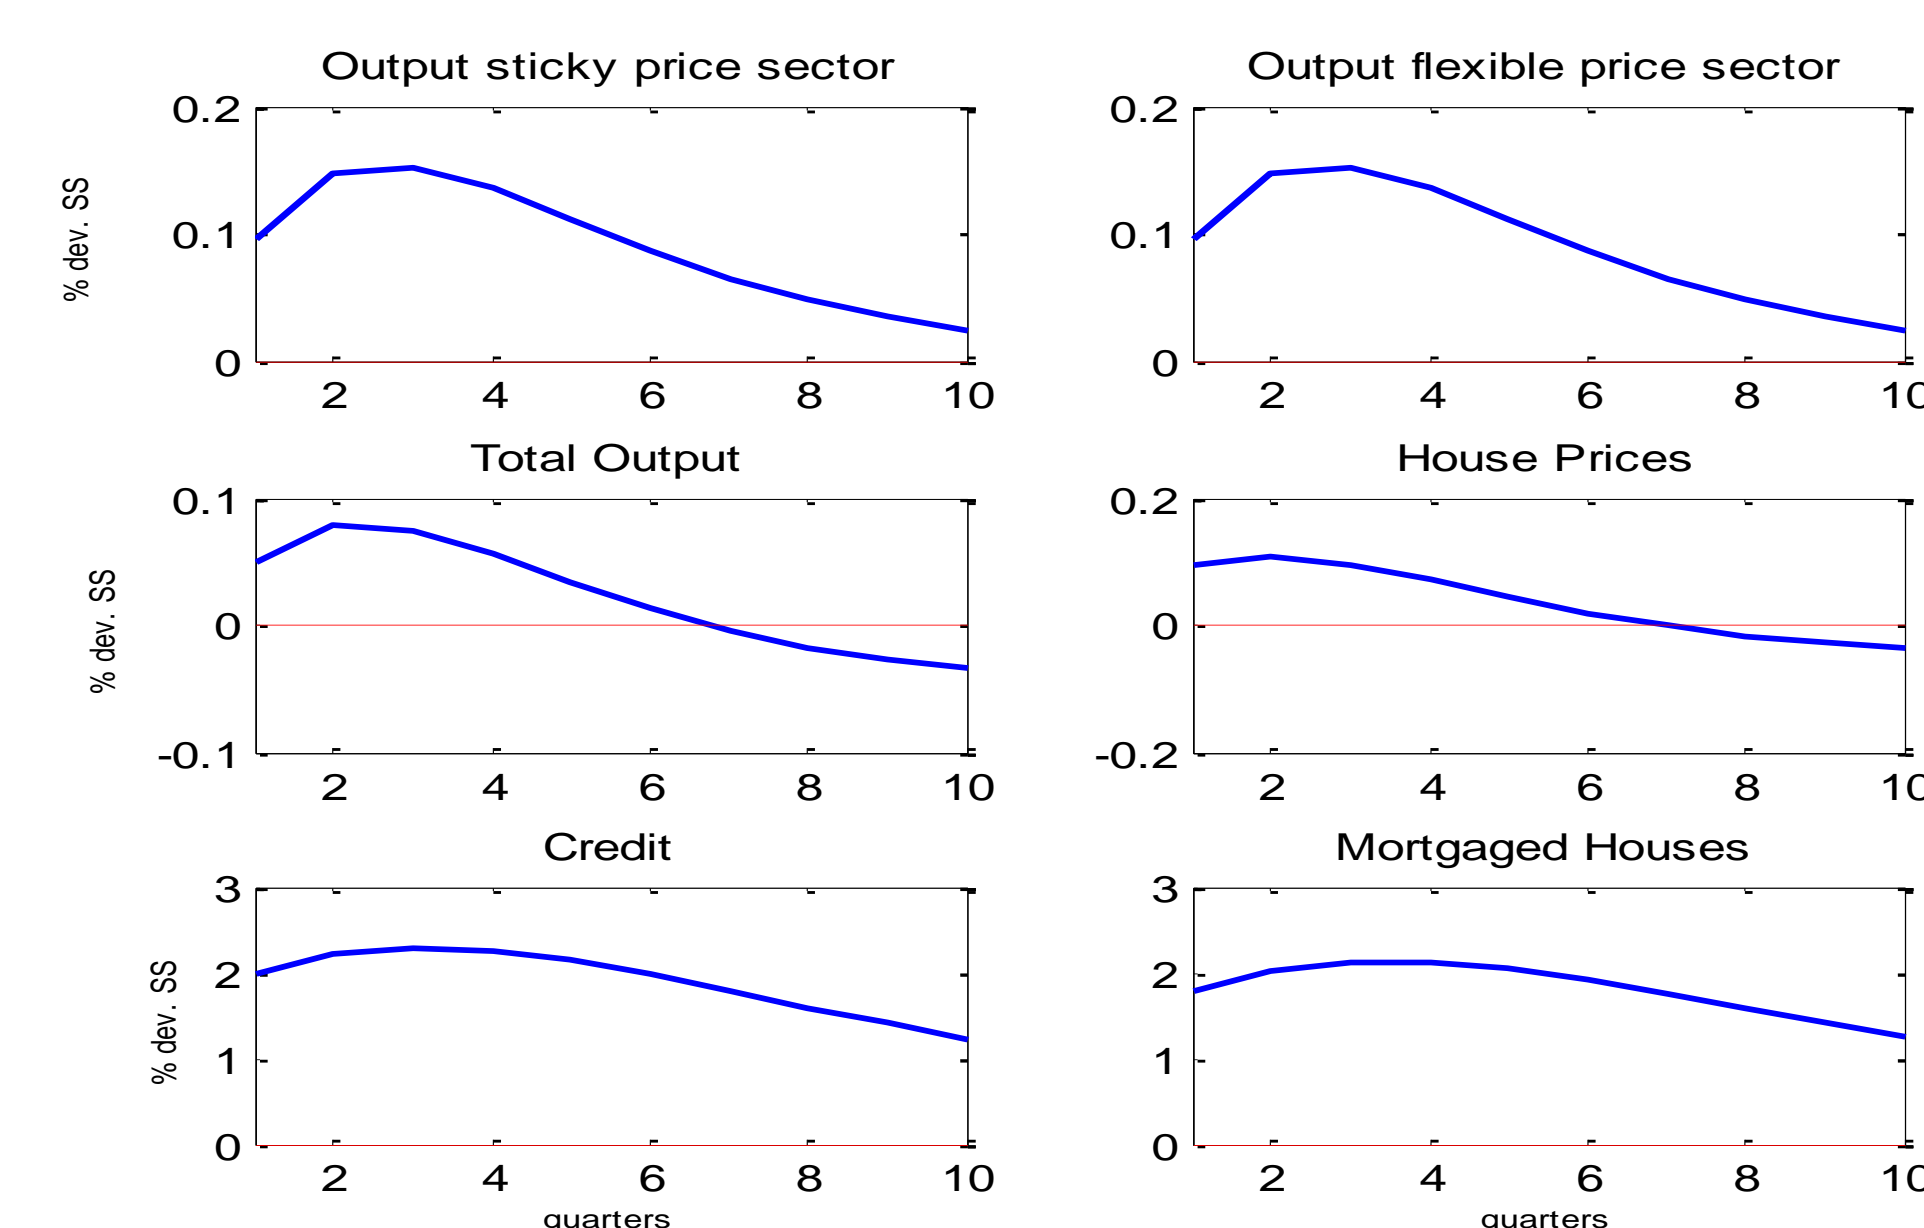 Output sticky price sector
Output flexible price sector
0.2
0.1
0
% dev. SS
2 4 6 8 10
0.2
0.1
0
2 4 6 8 10
Total Output
House Prices
0.1
0
-0.1
% dev. SS
2 4 6 8 10
0.2
0
-0.2
2 4 6 8 10
Credit
Mortgaged Houses
3
2
1
0
% dev. SS
2 4 6 8 10
quarters
3
2
1
0
2 4 6 8 10
quarters